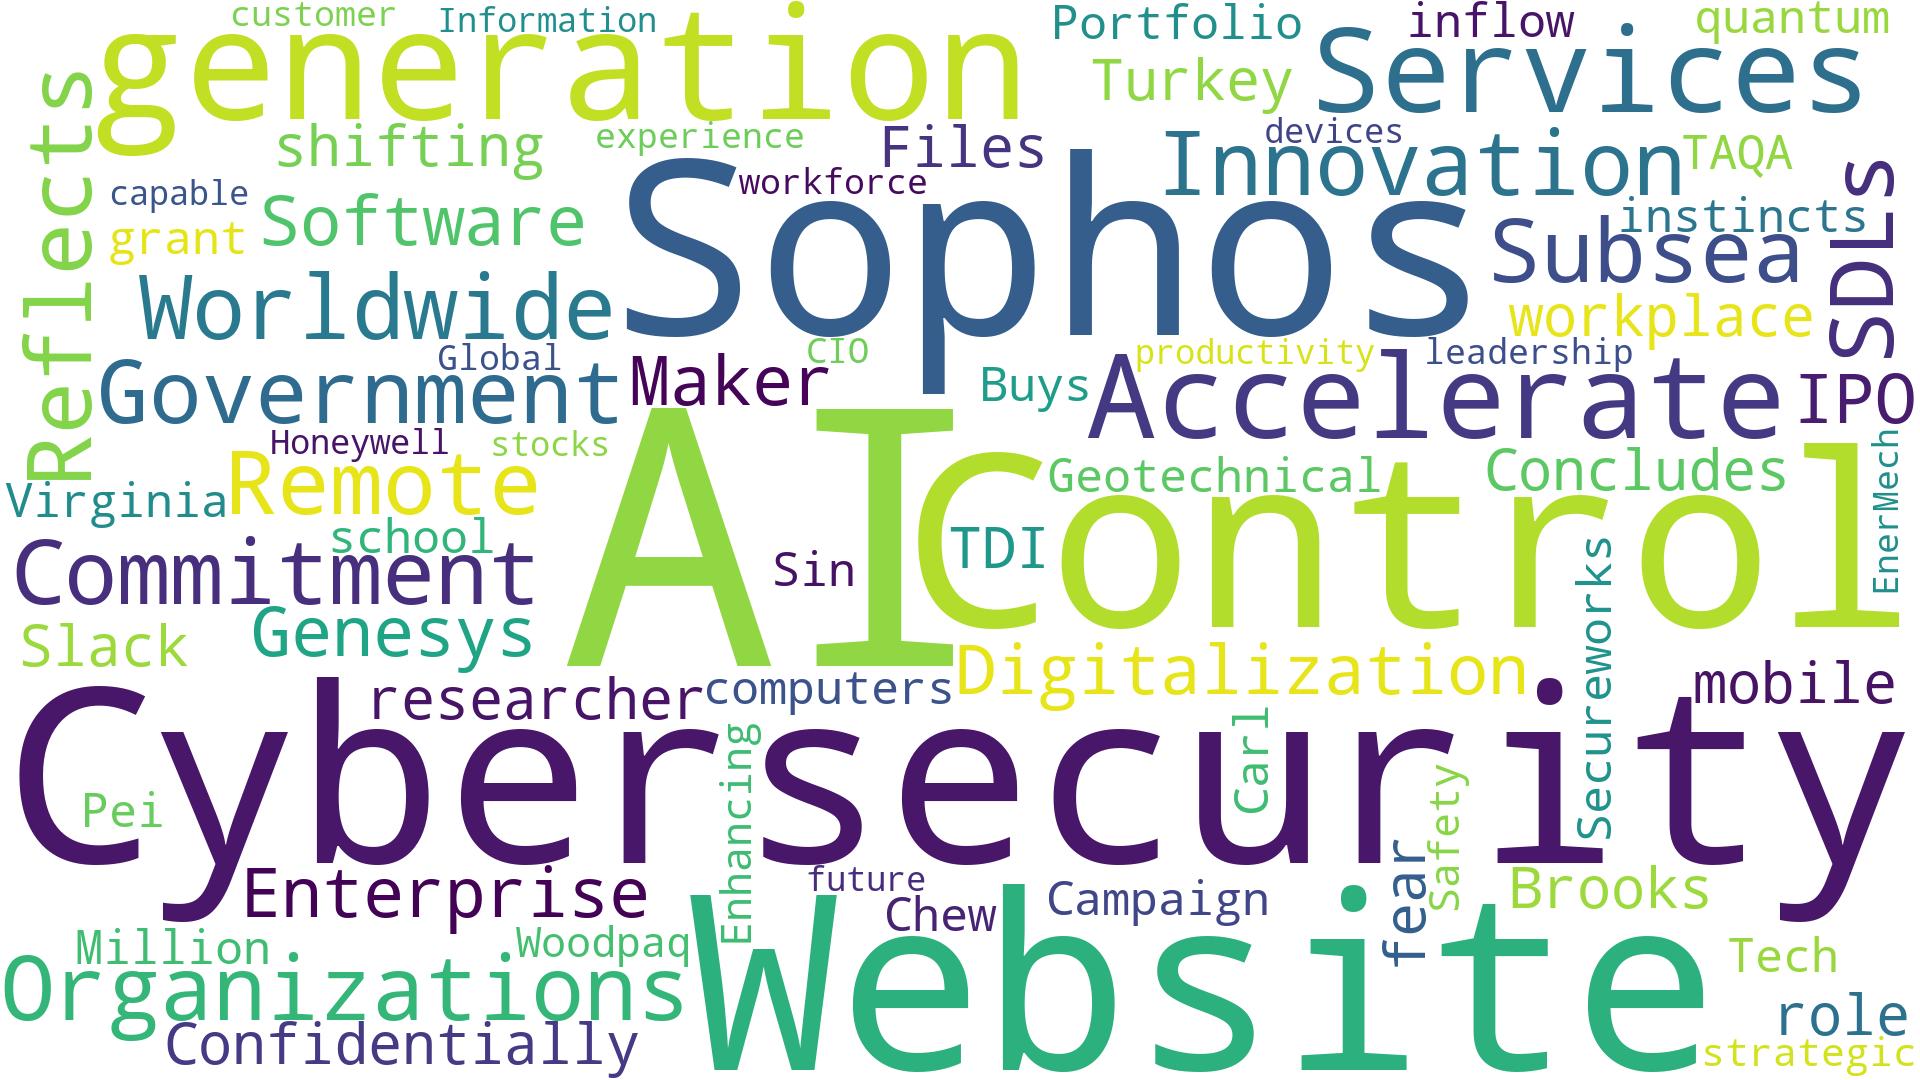 customer
Information
Portfolio
inflow
quantum
generation
Services
Turkey
Reflects
shifting
experience
Files
devices
Innovation
TAQA
capable
workforce
Sophos
SDLs
grant
Software
instincts
Subsea
Worldwide
workplace
Global
CIO
productivity
leadership
Government
Maker
Buys
Accelerate
IPO
Honeywell
stocks
AI
Control
Geotechnical
Concludes
EnerMech
Virginia
Remote
school
TDI
Commitment
Sin
Secureworks
Slack
Genesys
Digitalization
researcher
computers
mobile
Cybersecurity
Enhancing
Carl
Safety
Pei
fear
Enterprise
future
Chew
Campaign
Brooks
Million
Woodpaq
Website
Tech
Organizations
role
Confidentially
strategic